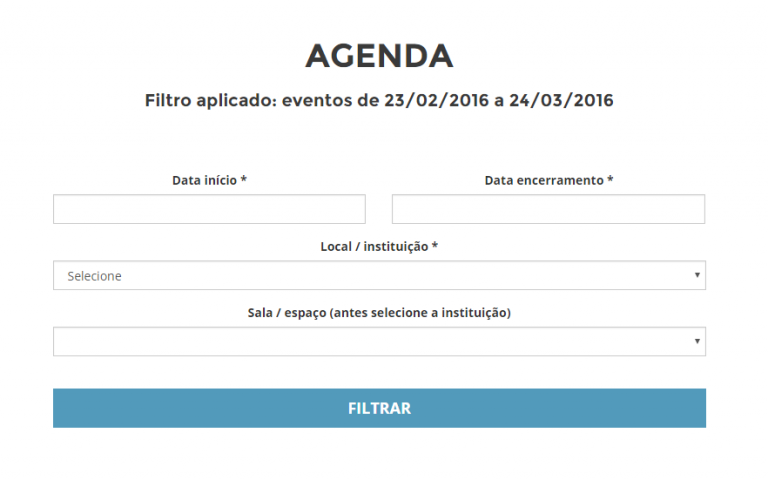 AGENDA
Filtro aplicado: eventos de 23/02/2016 a 24/03/2016
Data início *
Data encerramento *
Local / instituição *
Selecione
Sala / espaço (antes selecione a instituição)
FILTRAR